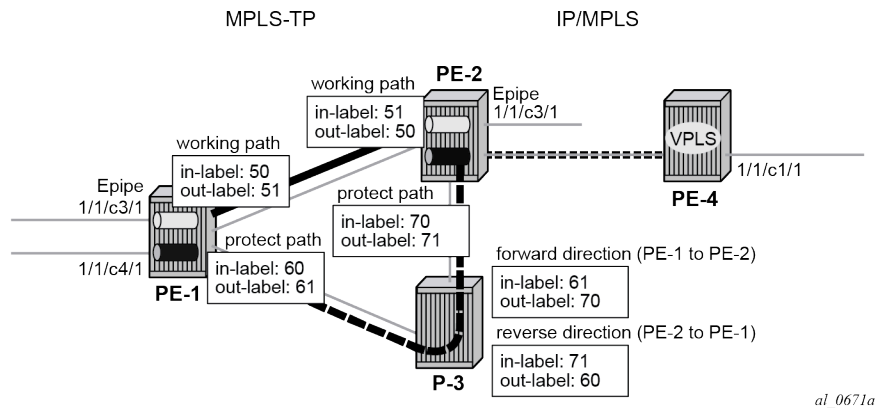 MPLS-TP
IP/MPLS
PE-2
working path
in-label: 51
out-label: 50
Epipe
1/1/c3/1
VPLS
1/1/c1/1
PE-4
working path
in-label: 50
out-label: 51
Epipe
1/1/c3/1
1/1/c4/1
PE-1
protect path
in-label: 70
out-label: 71
protect path
in-label: 60
out-label: 61
P-3
forward direction (PE-1 to PE-2)
in-label: 61
out-label: 70
reverse direction (PE-2 to PE-1)
in-label: 71
out-label: 60
al_0671a